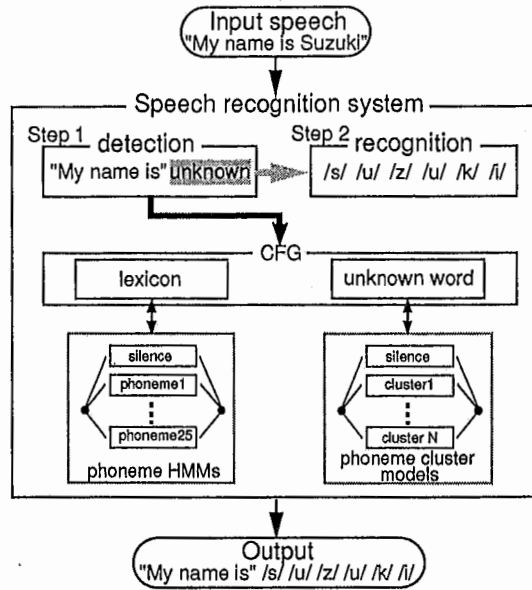 Input speech
"My name is Suzuki"
Speech recognition system
Step 1
detection
"My name is" unknown
Step 2
recognition
/s/ /u/ /z/ /u/ /k/ /i/
CFG
lexicon
unknown word
silence
phoneme1
phoneme25
phoneme HMMs
silence
cluster1
cluster N
phoneme cluster
models
Output
"My name is" /s/ /u/ /z/ /u/ /k/ /i/